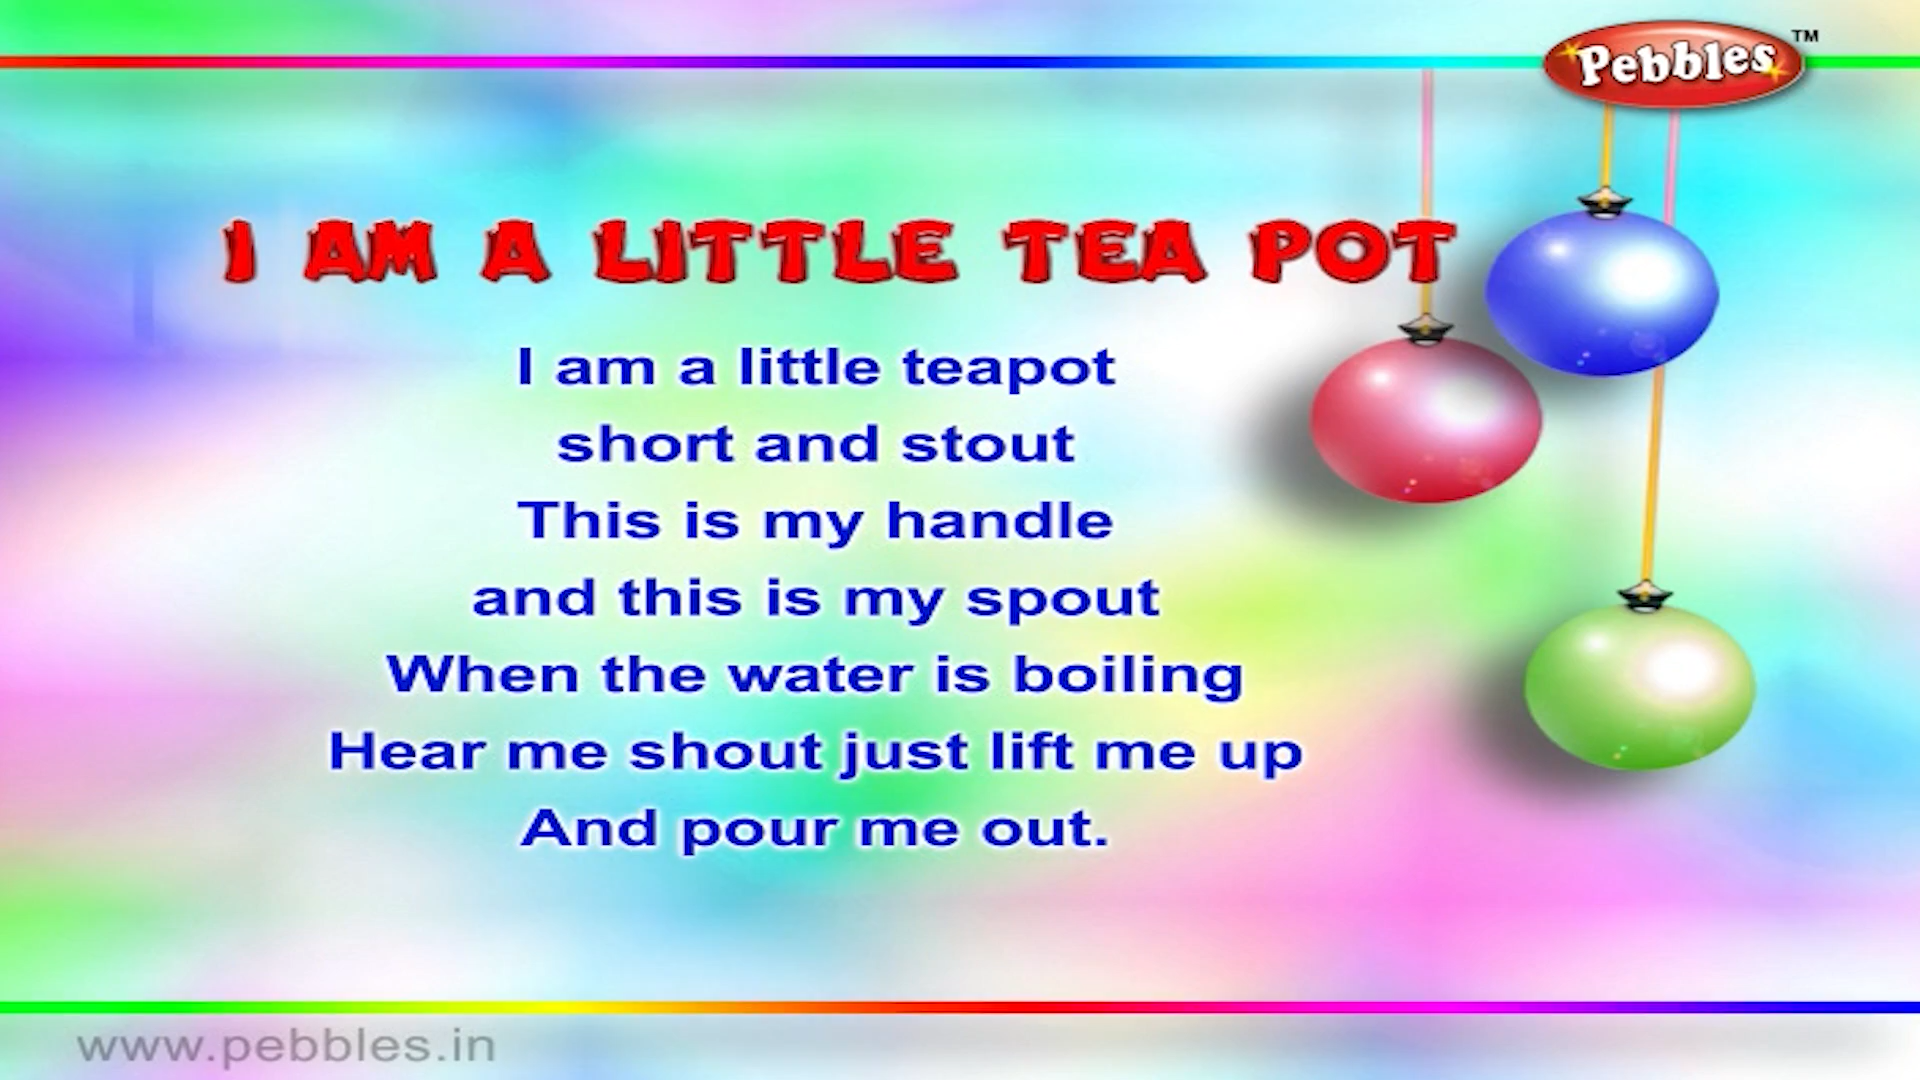 Pebbles TM
I AM A LITTLE TEA POT
I am a little teapot
short and stout
This is my handle
and this is my spout
When the water is boiling
Hear me shout just lift me up
And pour me out.
www.pebbles.in